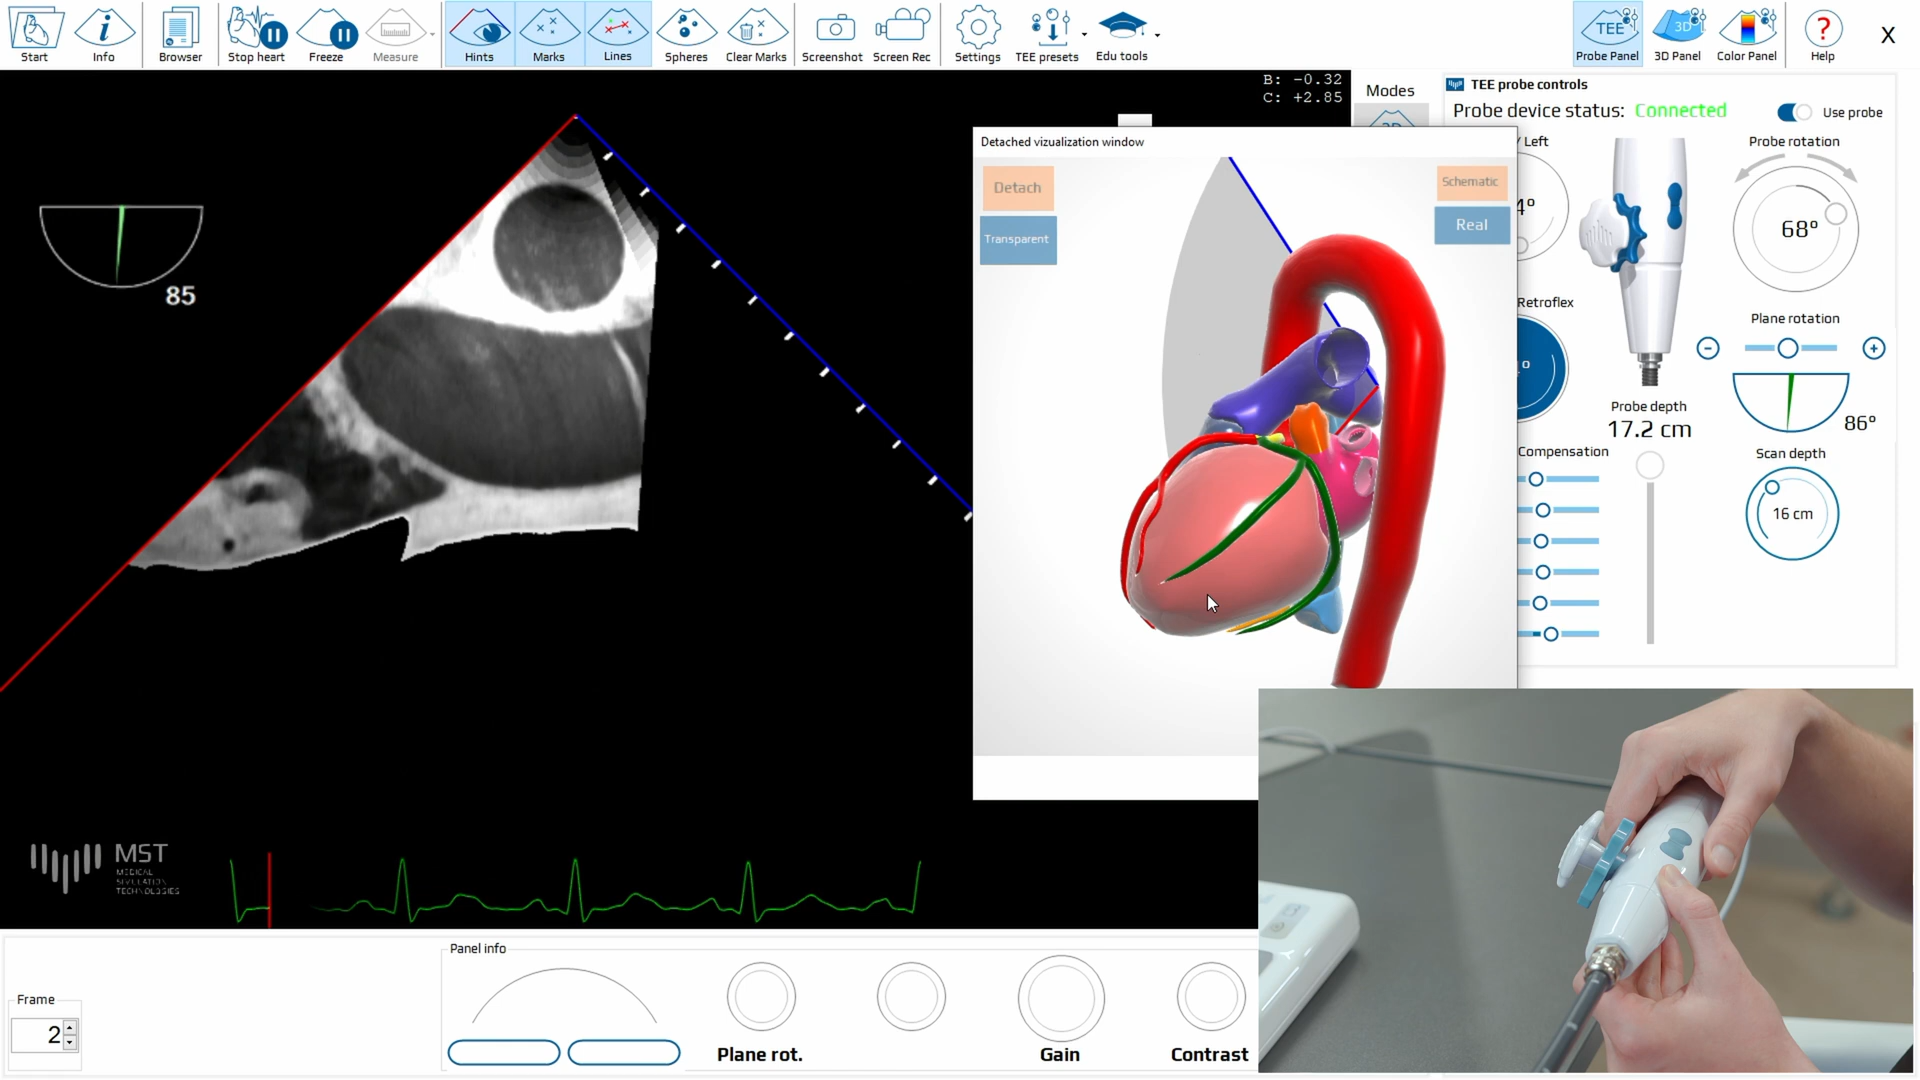 Start
Info
Browser
Stop heart
Freeze
Measure
Hints
Marks
Lines
Spheres
Clear Marks
Screenshot
Screen Rec
Settings
TEE presets
Edu tools
TEE
Probe Panel
3D
3D Panel
Color Panel
?
Help
X
B: -0.32
C: +2.85
Modes
TEE probe controls
Probe device status: Connected
Use probe
Detached vizualization window
Detach
Transparent
Schematic
Real
/ Left
4°
Probe rotation
68°
Retroflex
Plane rotation
86°
Probe depth
17.2 cm
Compensation
Scan depth
16 cm
85
MST
MEDICAL
SIMULATION
TECHNOLOGIES
Panel info
Frame
2
Plane rot.
Gain
Contrast